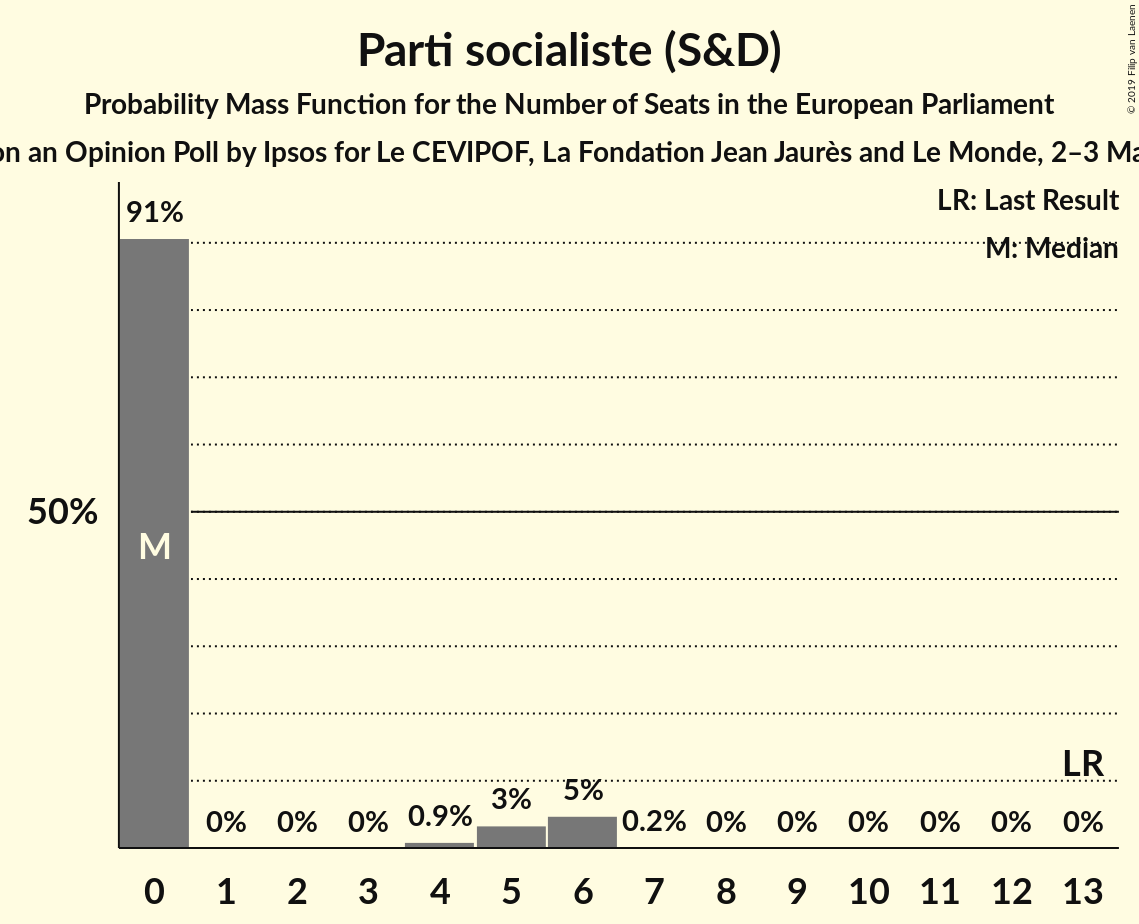 Parti socialiste (S&D)
Probability Mass Function for the Number of Seats in the European Parliament
on an Opinion Poll by Ipsos for Le CEVIPOF, La Fondation Jean Jaurès and Le Monde, 2–3 Ma
© 2019 Filip van Laenen
LR: Last Result
M: Median
91%
50%
M
LR
0% 0% 0% 0.9% 3% 5% 0.2% 0% 0% 0% 0% 0% 0%
0 1 2 3 4 5 6 7 8 9 10 11 12 13